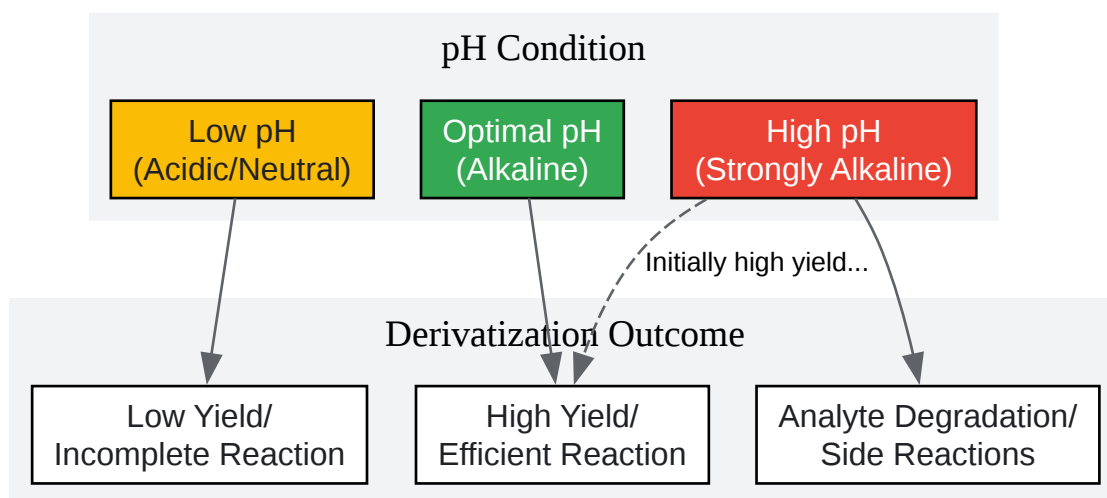 pH Condition
Low pH
(Acidic/Neutral)
Optimal pH
(Alkaline)
High pH
(Strongly Alkaline)
Initially high yield...
Derivatization Outcome
Low Yield/
Incomplete Reaction
High Yield/
Efficient Reaction
Analyte Degradation/
Side Reactions